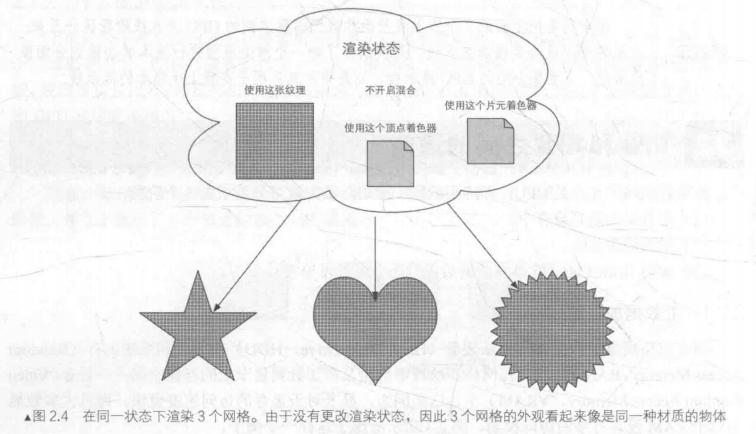 渲染状态
使用这张纹理
不开启混合
使用这个片元着色器
使用这个顶点着色器
▲图 2.4 在同一状态下渲染 3 个网格。由于没有更改渲染状态，因此 3 个网格的外观看起来像是同一种材质的物体